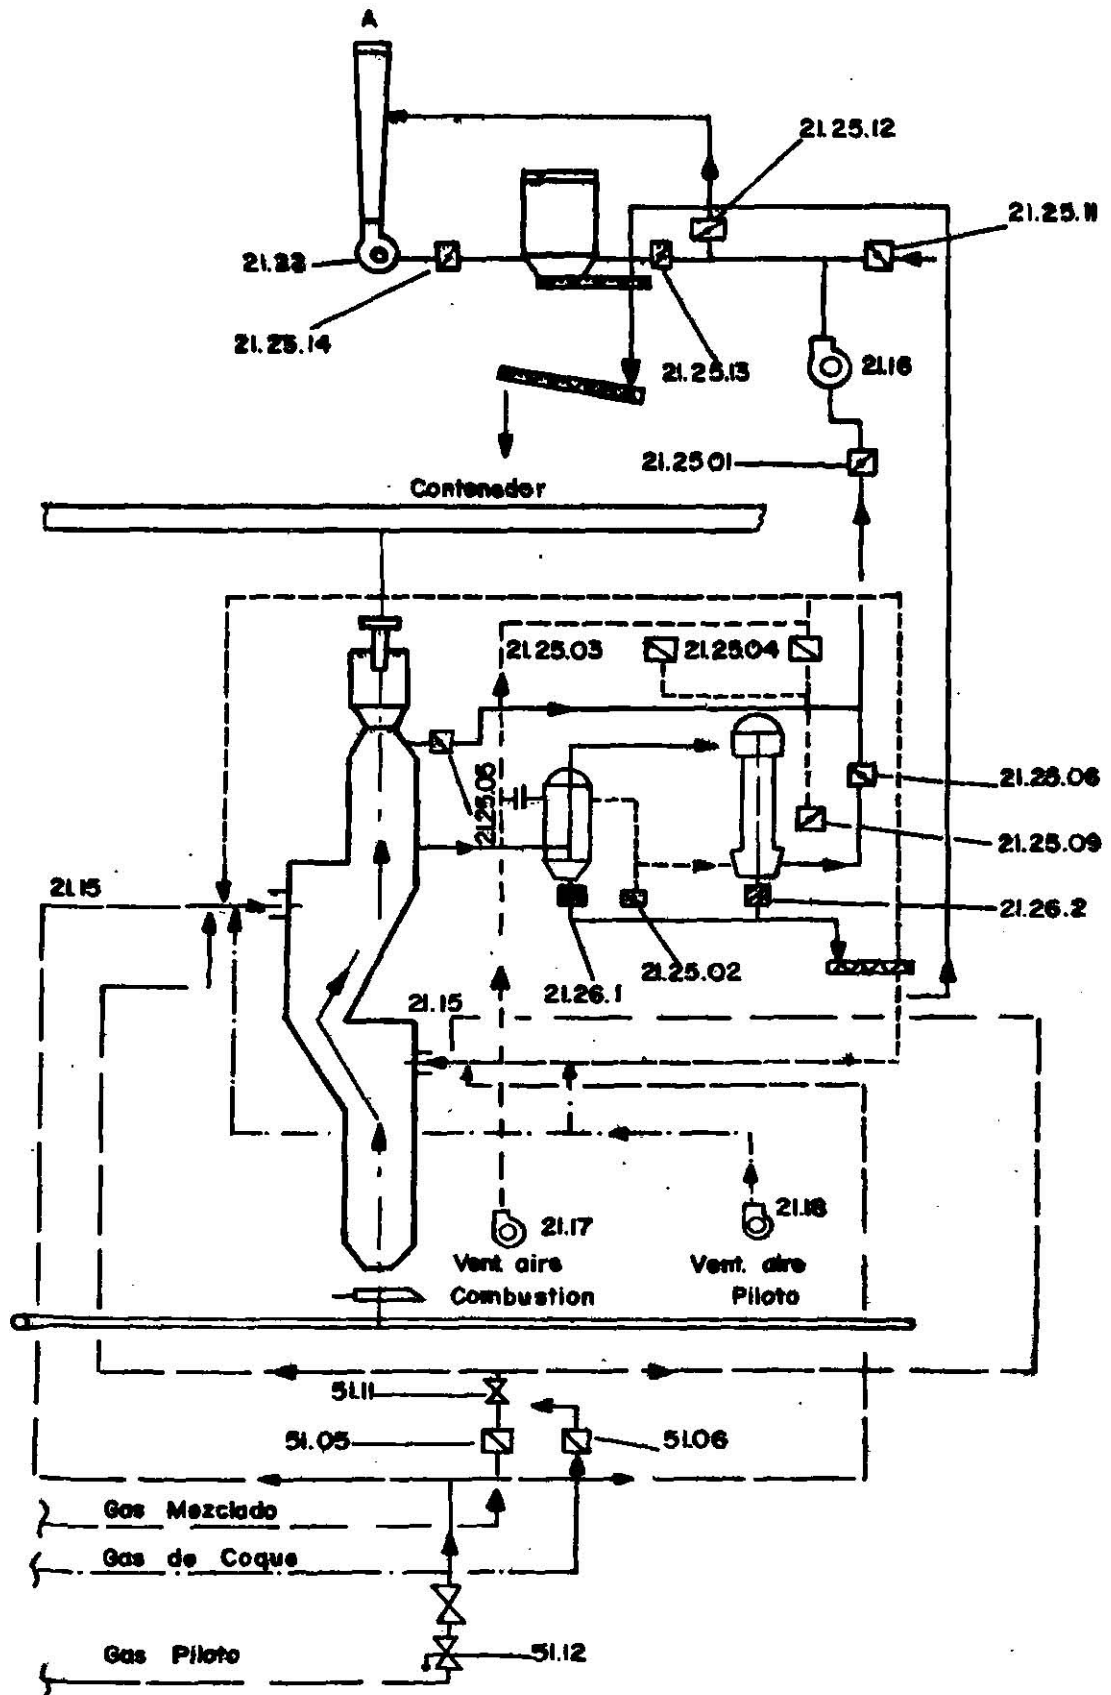 A
21.25.12
21.25.11
21.22
21.25.14
21.25.13
21.16
21.25.01
Contenedor
21.25.03
21.25.04
21.25.05
21.25.06
21.25.09
21.15
21.26.2
21.25.02
21.26.1
21.15
21.17
21.18
Vent. aire
Combustion
Vent. aire
Piloto
51.11
51.05
51.06
Gas Mezclado
Gas de Coque
Gas Piloto
51.12